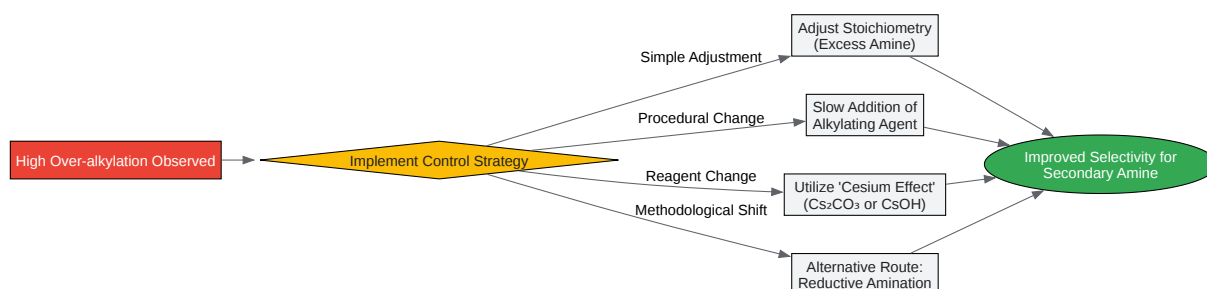 High Over-alkylation Observed
Implement Control Strategy
Simple Adjustment
Procedural Change
Reagent Change
Methodological Shift
Adjust Stoichiometry
(Excess Amine)
Slow Addition of
Alkylating Agent
Utilize 'Cesium Effect'
(Cs₂CO₃ or CsOH)
Alternative Route:
Reductive Amination
Improved Selectivity for
Secondary Amine